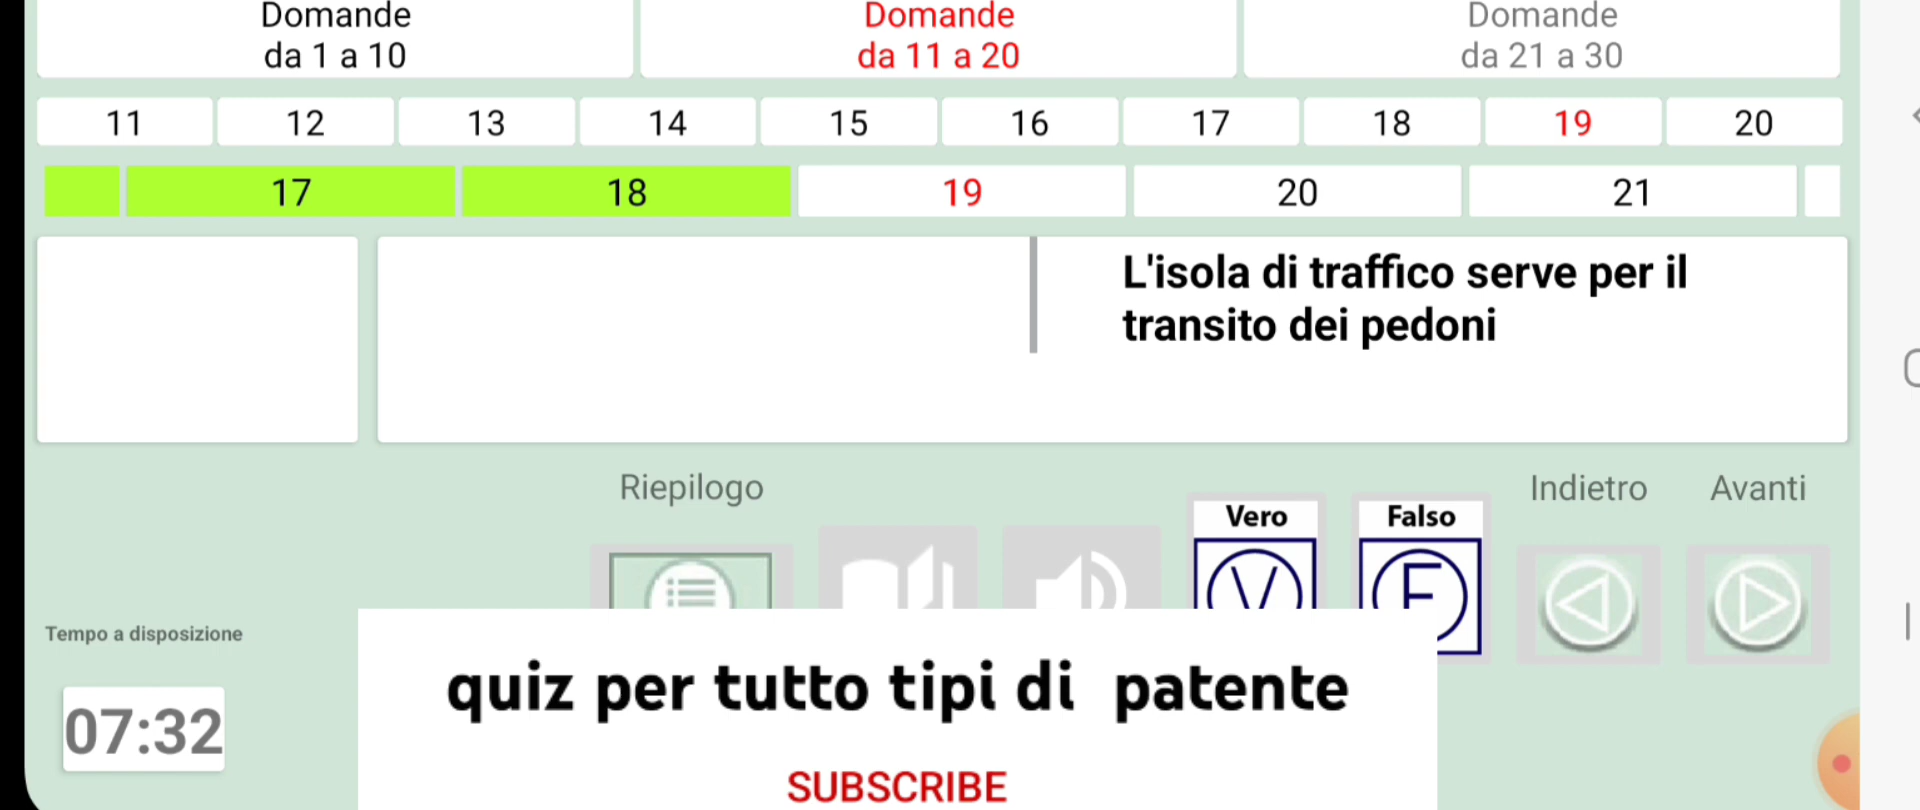 Domande
da 1 a 10
Domande
da 11 a 20
Domande
da 21 a 30
11 12 13 14 15 16 17 18 19 20
17 18 19 20 21
L'isola di traffico serve per il
transito dei pedoni
Riepilogo
Vero
Falso
Indietro
Avanti
V
F
Tempo a disposizione
07:32
quiz per tutto tipi di patente
SUBSCRIBE